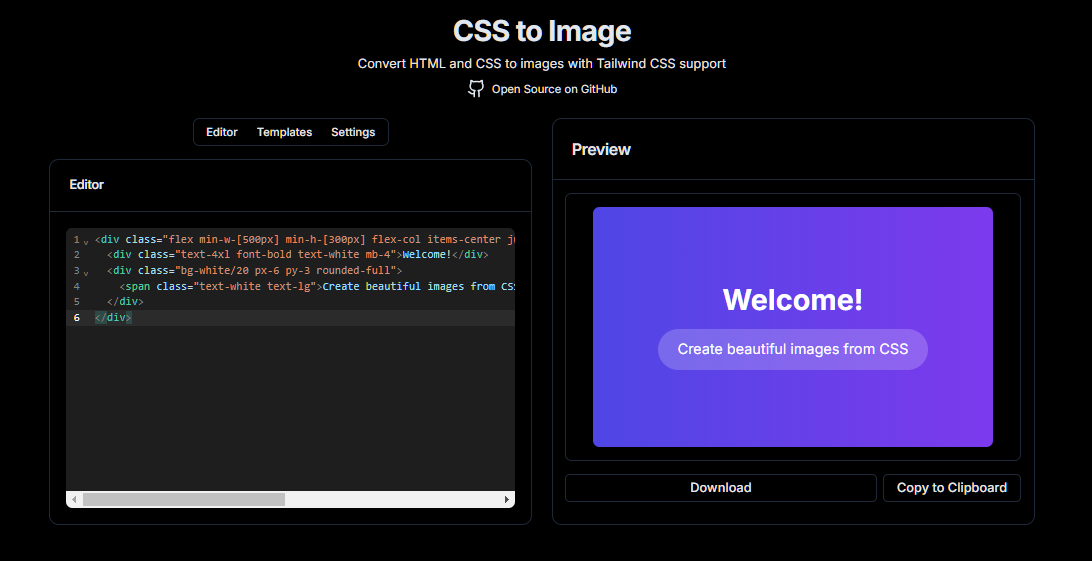 CSS to Image
Convert HTML and CSS to images with Tailwind CSS support
Open Source on GitHub
Editor Templates Settings
Editor
1 <div class="flex min-w-[500px] min-h-[300px] flex-col items-center
2 <div class="text-4xl font-bold text-white mb-4">Welcome!</div>
3 <div class="bg-white/20 px-6 py-3 rounded-full">
4 <span class="text-white text-lg">Create beautiful images from CS
5 </div>
6 </div>
Preview
Welcome!
Create beautiful images from CSS
Download
Copy to Clipboard